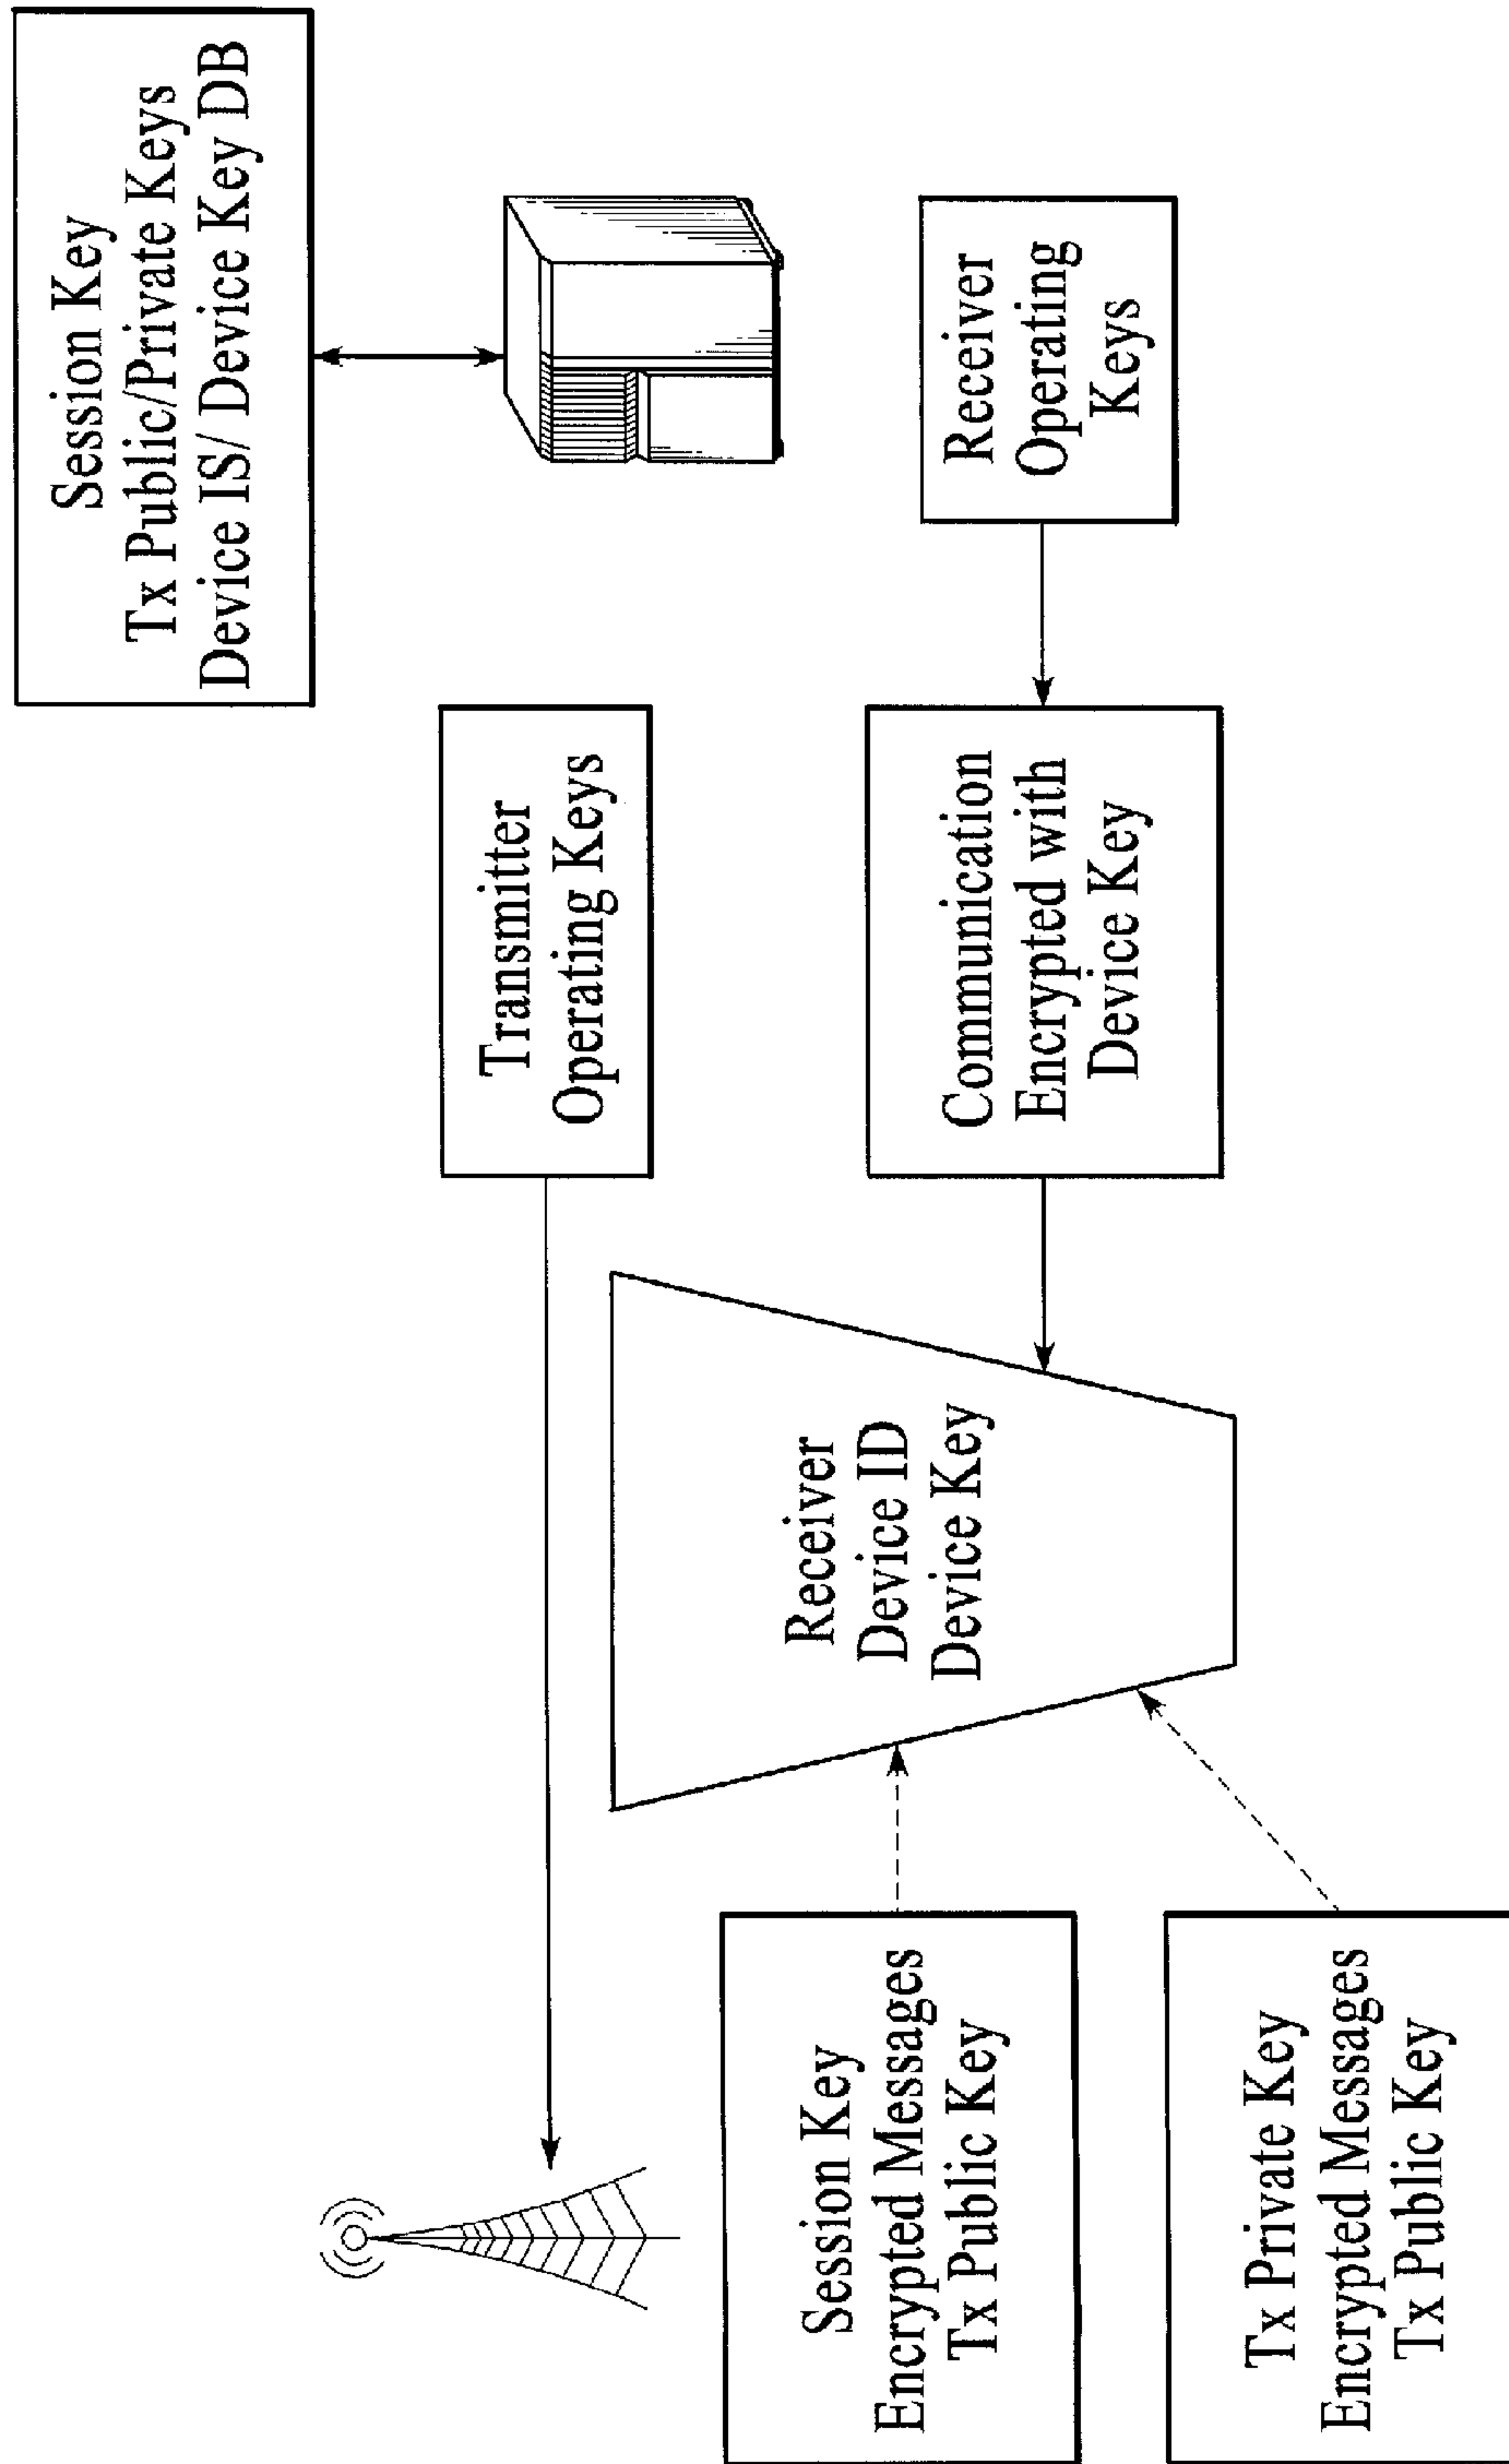 Session Key
Tx Public/Private Keys
Device IS/ Device Key DB
Transmitter
Operating Keys
Receiver
Operating
Keys
Communication
Encrypted with
Device Key
Receiver
Device ID
Device Key
Session Key
Encrypted Messages
Tx Public Key
Tx Private Key
Encrypted Messages
Tx Public Key